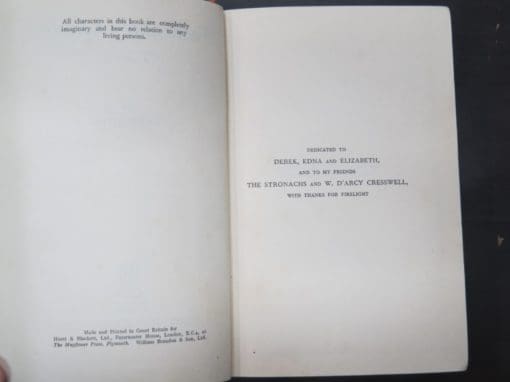 All characters in this book are completely
imaginary and bear no relation to any
living persons.
Made and Printed in Great Britain for
Hurst & Blackett, Ltd., Paternoster House, London, E.C.4, at
The Mayflower Press, Plymouth. William Brendon & Son, Ltd.
DEDICATED TO
DEREK, EDNA AND ELIZABETH,
AND TO MY FRIENDS
THE STRONACHS AND W. D'ARCY CRESSWELL,
WITH THANKS FOR FIRELIGHT